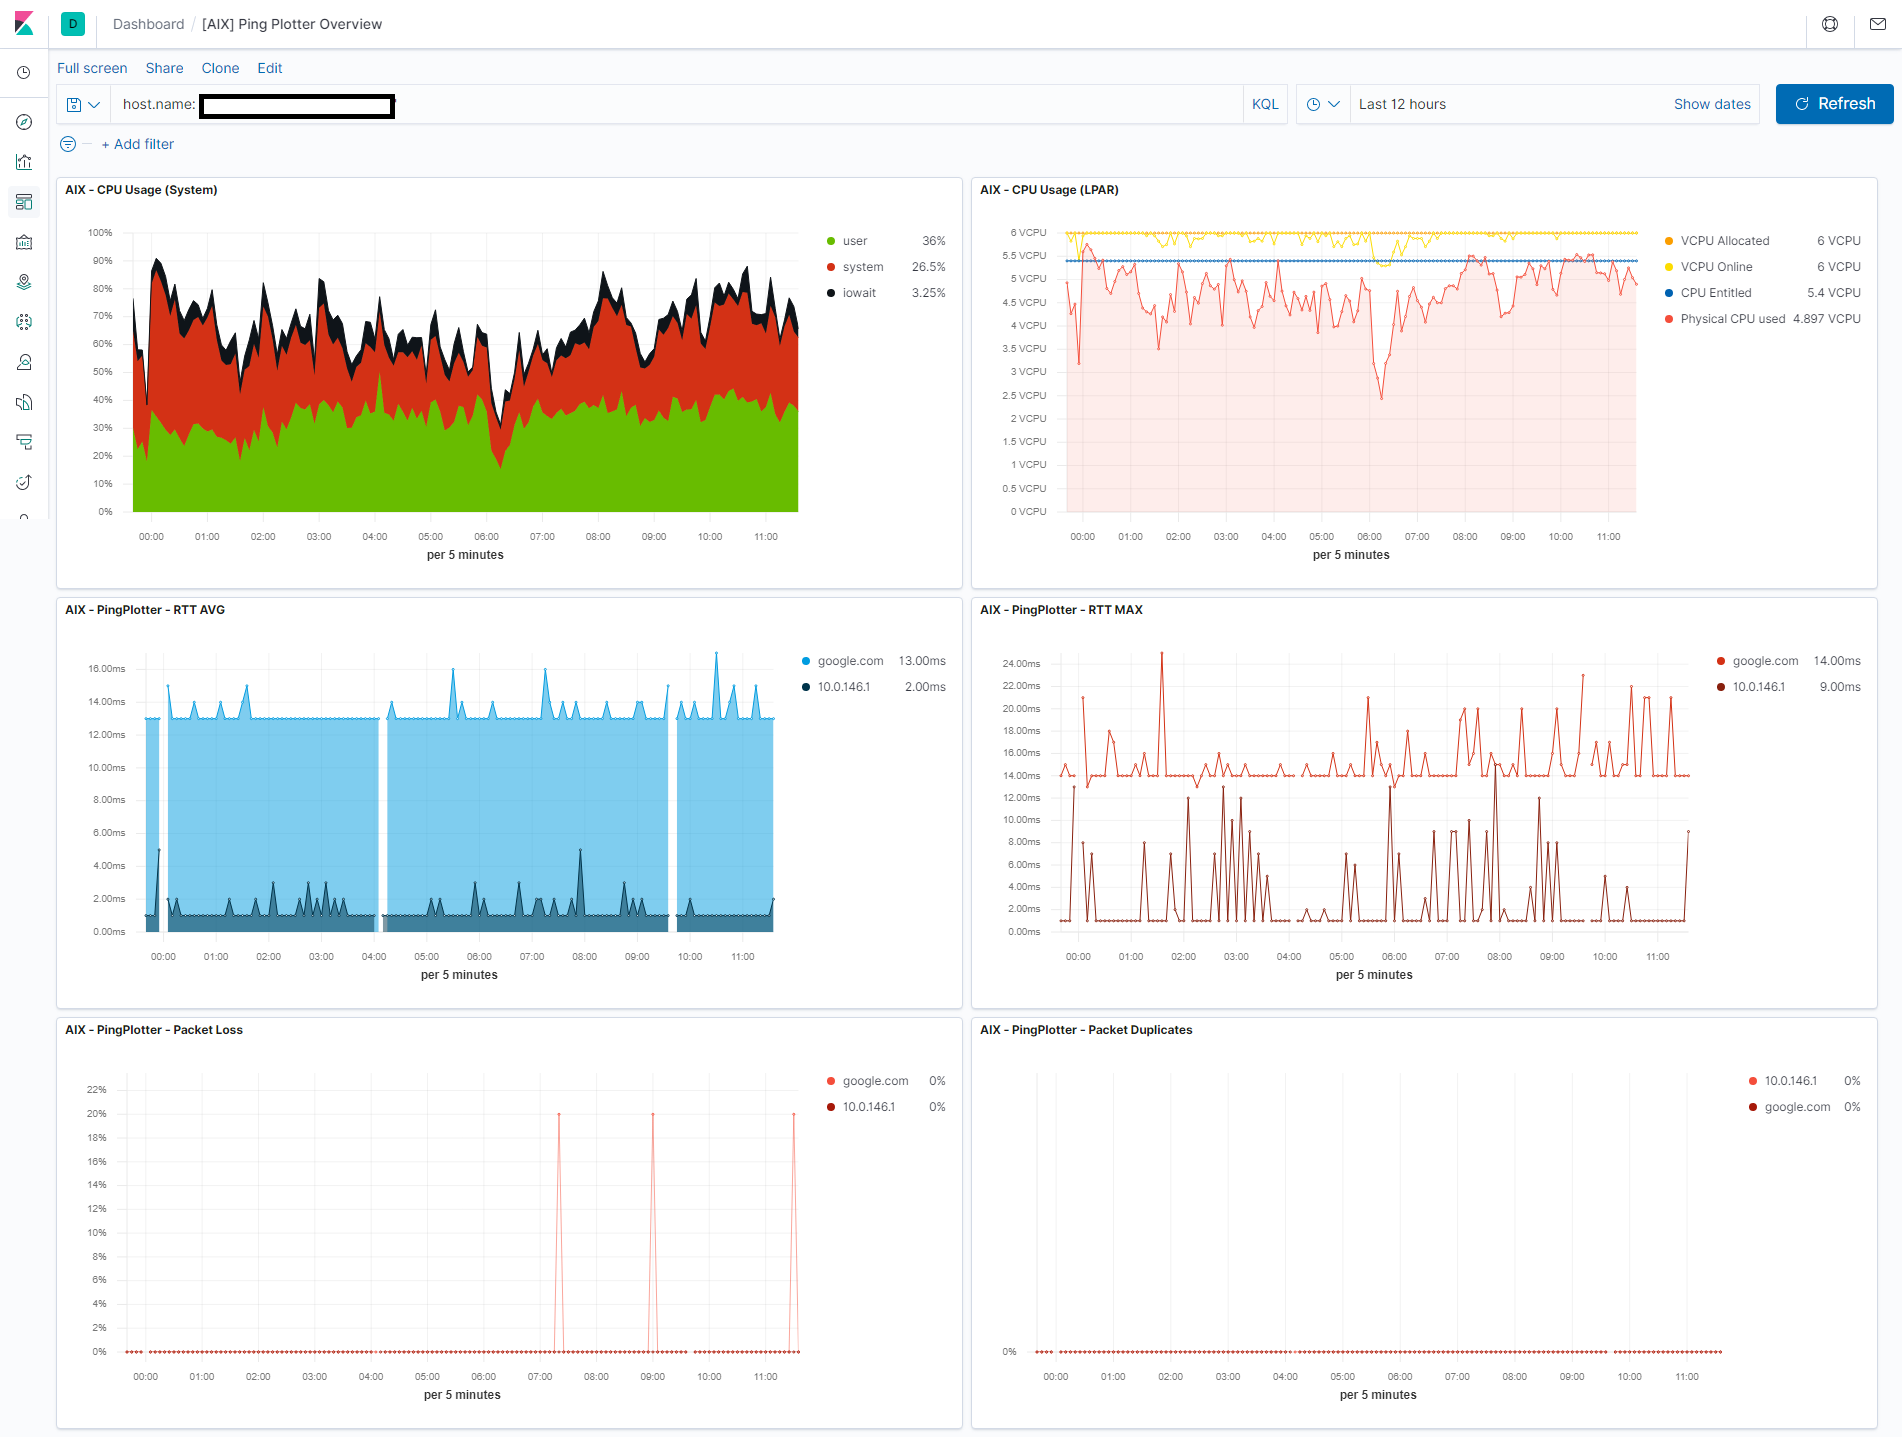 D Dashboard / [AIX] Ping Plotter Overview
Full screen Share Clone Edit
host.name: KQL Last 12 hours Show dates Refresh
+ Add filter
AIX - CPU Usage (System)
100%
90%
80%
70%
60%
50%
40%
30%
20%
10%
0%
00:00 01:00 02:00 03:00 04:00 05:00 06:00 07:00 08:00 09:00 10:00 11:00
per 5 minutes
user 36%
system 26.5%
iowait 3.25%
AIX - CPU Usage (LPAR)
6 VCPU
5.5 VCPU
5 VCPU
4.5 VCPU
4 VCPU
3.5 VCPU
3 VCPU
2.5 VCPU
2 VCPU
1.5 VCPU
1 VCPU
0.5 VCPU
0 VCPU
00:00 01:00 02:00 03:00 04:00 05:00 06:00 07:00 08:00 09:00 10:00 11:00
per 5 minutes
VCPU Allocated 6 VCPU
VCPU Online 6 VCPU
CPU Entitled 5.4 VCPU
Physical CPU used 4.897 VCPU
AIX - PingPlotter - RTT AVG
16.00ms
14.00ms
12.00ms
10.00ms
8.00ms
6.00ms
4.00ms
2.00ms
0.00ms
00:00 01:00 02:00 03:00 04:00 05:00 06:00 07:00 08:00 09:00 10:00 11:00
per 5 minutes
google.com 13.00ms
10.0.146.1 2.00ms
AIX - PingPlotter - RTT MAX
24.00ms
22.00ms
20.00ms
18.00ms
16.00ms
14.00ms
12.00ms
10.00ms
8.00ms
6.00ms
4.00ms
2.00ms
0.00ms
00:00 01:00 02:00 03:00 04:00 05:00 06:00 07:00 08:00 09:00 10:00 11:00
per 5 minutes
google.com 14.00ms
10.0.146.1 9.00ms
AIX - PingPlotter - Packet Loss
22%
20%
18%
16%
14%
12%
10%
8%
6%
4%
2%
0%
00:00 01:00 02:00 03:00 04:00 05:00 06:00 07:00 08:00 09:00 10:00 11:00
per 5 minutes
google.com 0%
10.0.146.1 0%
AIX - PingPlotter - Packet Duplicates
0%
00:00 01:00 02:00 03:00 04:00 05:00 06:00 07:00 08:00 09:00 10:00 11:00
per 5 minutes
10.0.146.1 0%
google.com 0%